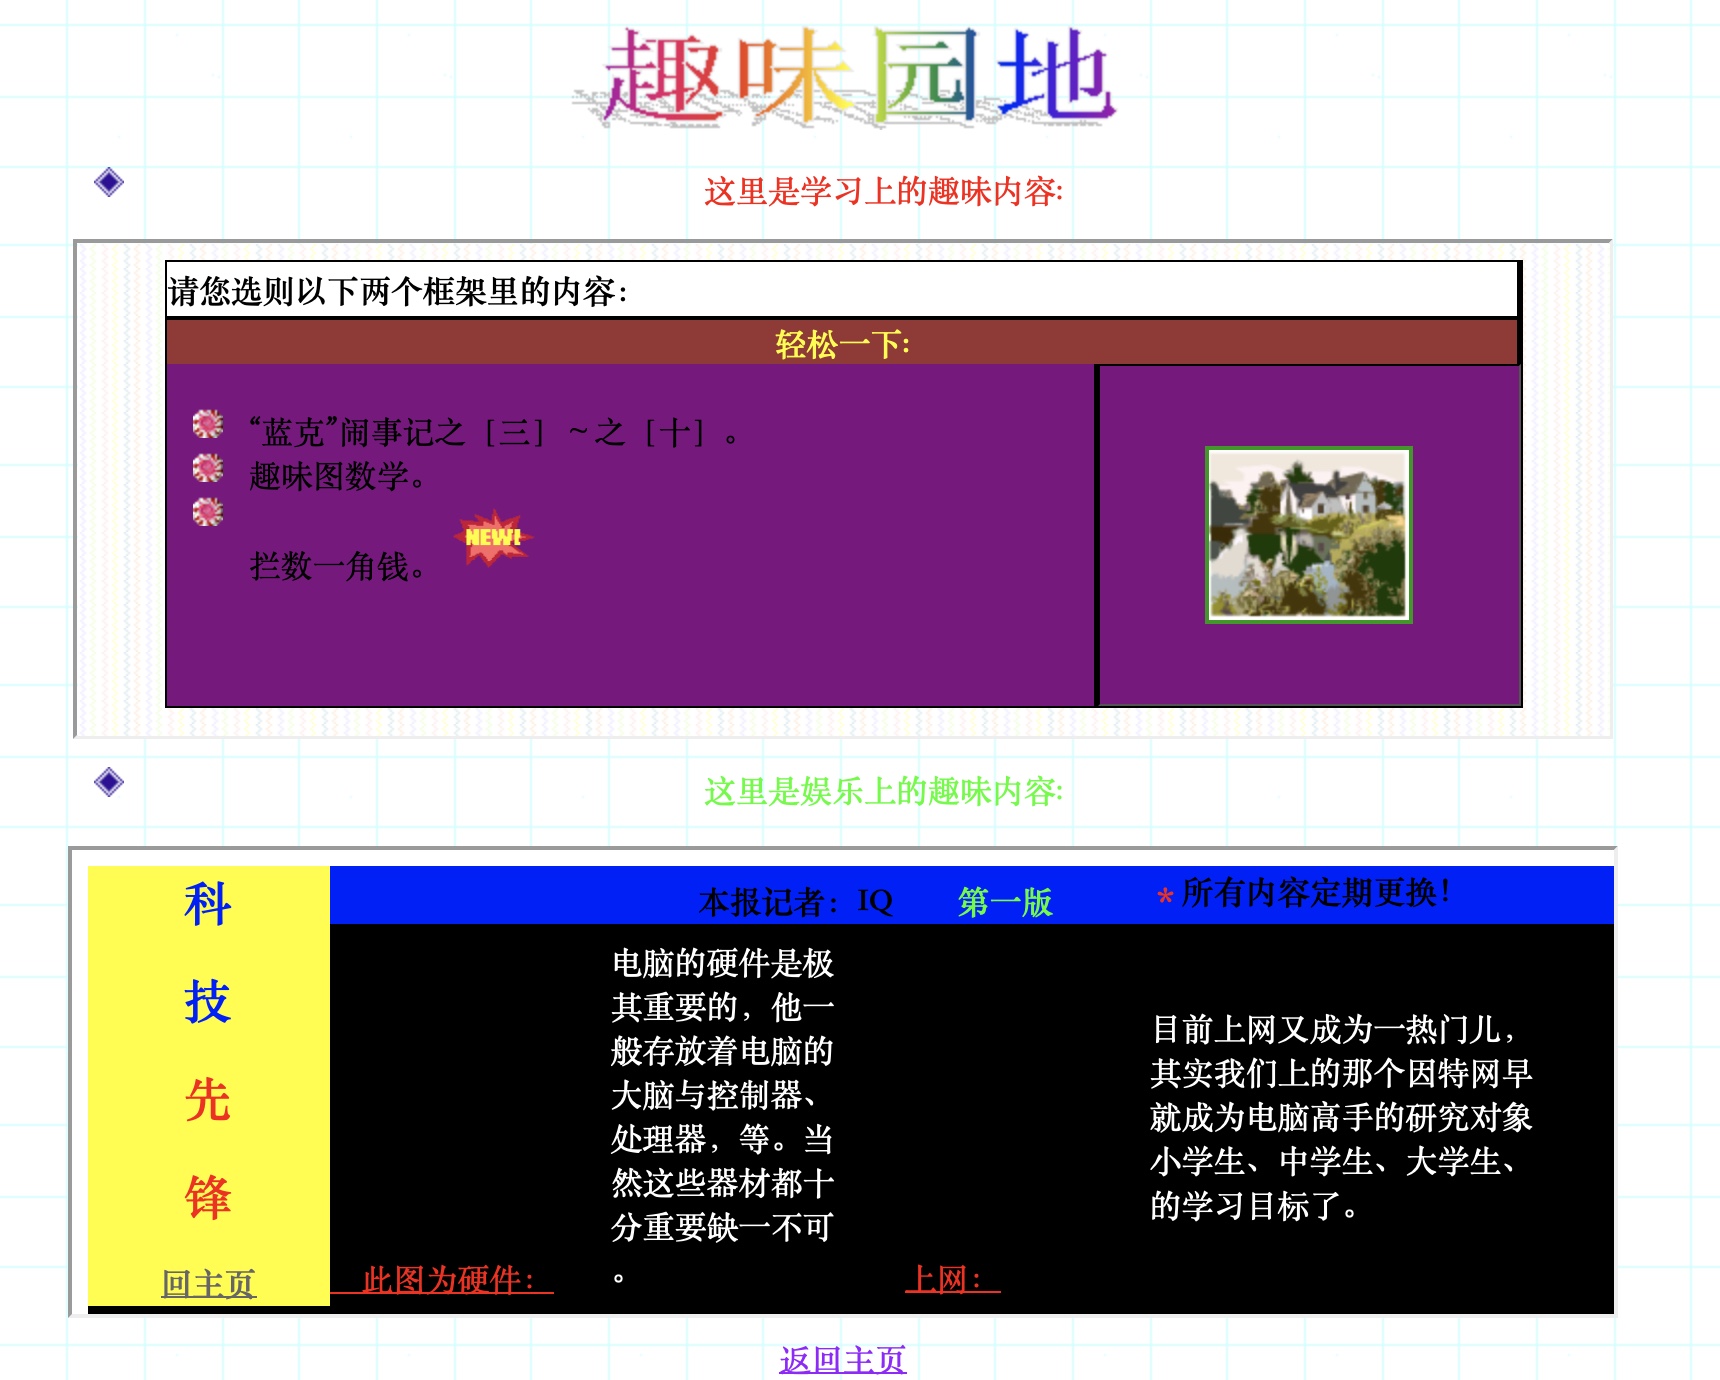 趣味园地
这里是学习上的趣味内容:
请您选则以下两个框架里的内容：
轻松一下:
“蓝克”闹事记之［三］～之［十］。
趣味图数学。
NEW!
拦数一角钱。
这里是娱乐上的趣味内容:
科
技
先
锋
回主页
本报记者：IQ 第一版 * 所有内容定期更换！
此图为硬件：
电脑的硬件是极
其重要的，他一
般存放着电脑的
大脑与控制器、
处理器，等。当
然这些器材都十
分重要缺一不可
。
上网：
目前上网又成为一热门儿，
其实我们上的那个因特网早
就成为电脑高手的研究对象
小学生、中学生、大学生、
的学习目标了。
返回主页